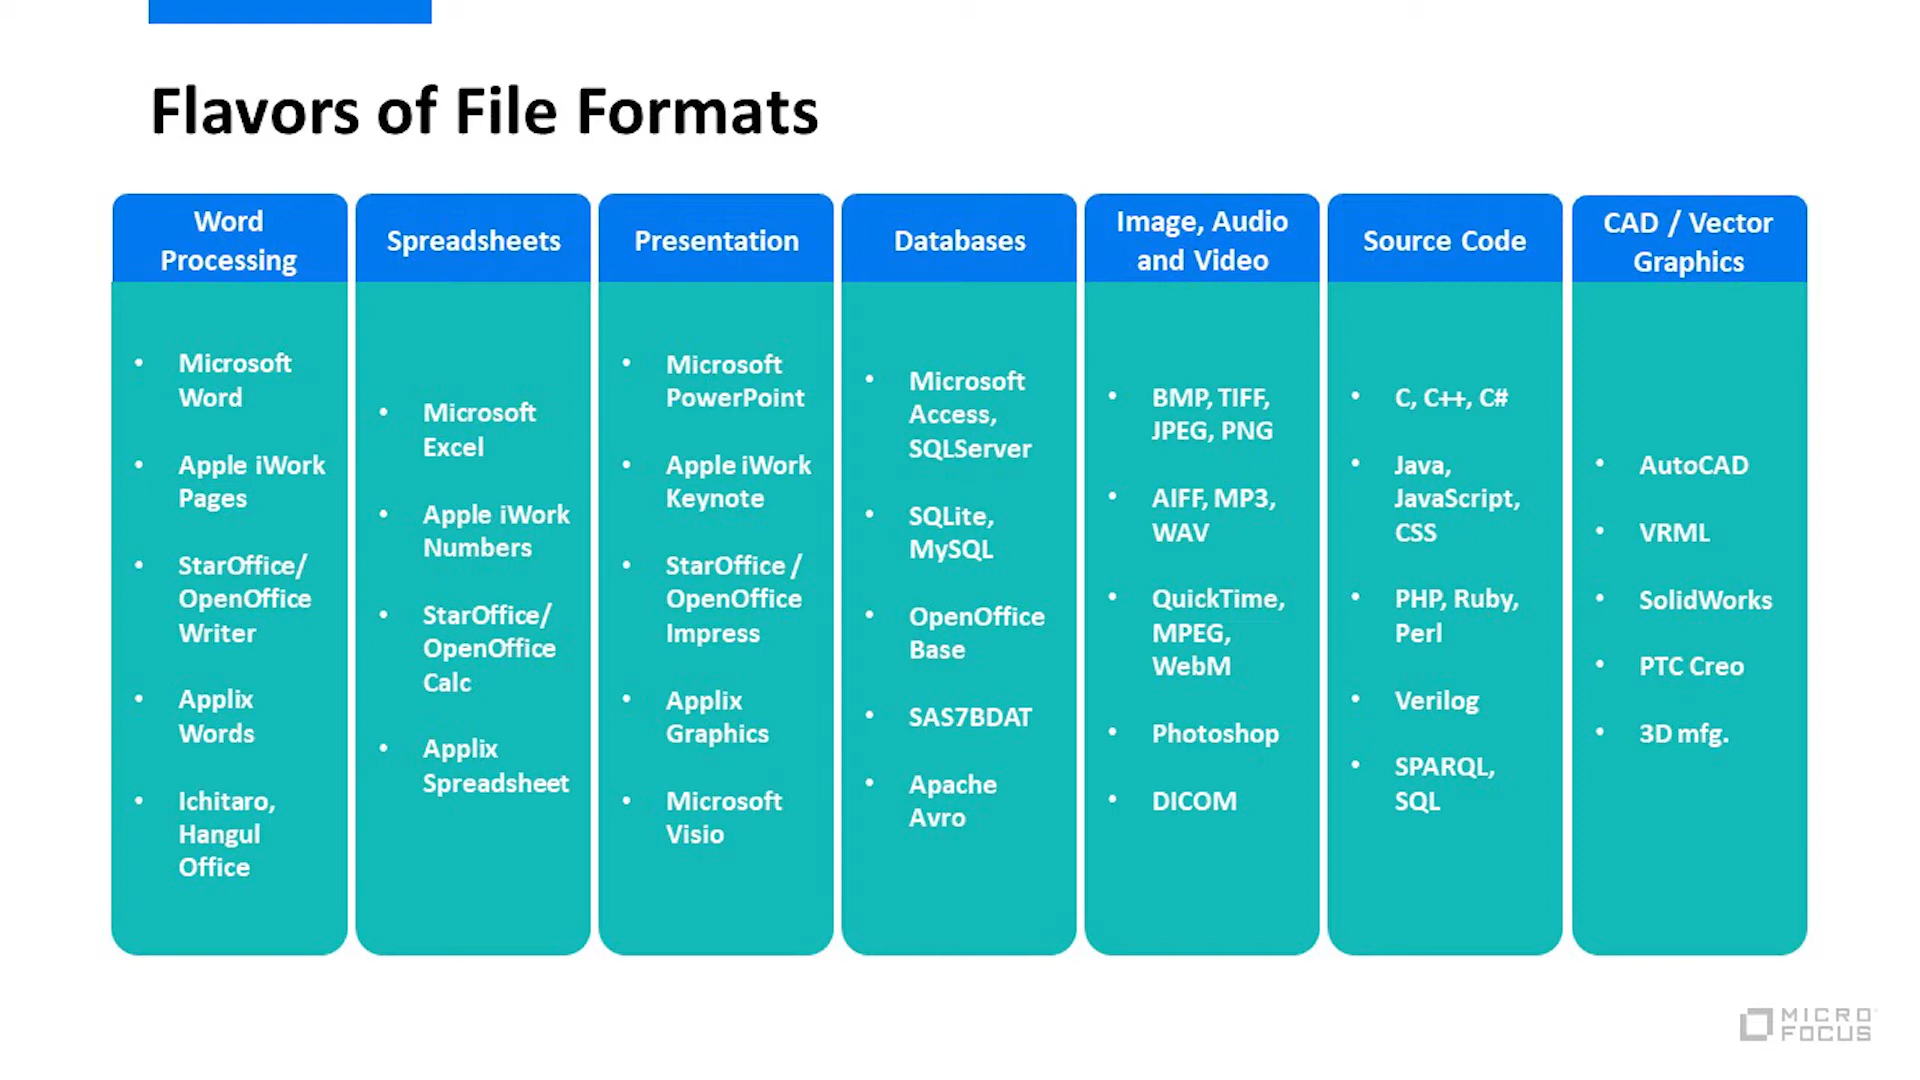 Flavors of File Formats
Word
Processing
• Microsoft
Word
• Apple iWork
Pages
• StarOffice/
OpenOffice
Writer
• Applix
Words
• Ichitaro,
Hangul
Office
Spreadsheets
• Microsoft
Excel
• Apple iWork
Numbers
• StarOffice/
OpenOffice
Calc
• Applix
Spreadsheet
Presentation
• Microsoft
PowerPoint
• Apple iWork
Keynote
• StarOffice /
OpenOffice
Impress
• Applix
Graphics
• Microsoft
Visio
Databases
• Microsoft
Access,
SQLServer
• SQLite,
MySQL
• OpenOffice
Base
• SAS7BDAT
• Apache
Avro
Image, Audio
and Video
• BMP, TIFF,
JPEG, PNG
• AIFF, MP3,
WAV
• QuickTime,
MPEG,
WebM
• Photoshop
• DICOM
Source Code
• C, C++, C#
• Java,
JavaScript,
CSS
• PHP, Ruby,
Perl
• Verilog
• SPARQL,
SQL
CAD / Vector
Graphics
• AutoCAD
• VRML
• SolidWorks
• PTC Creo
• 3D mfg.
MICRO
FOCUS